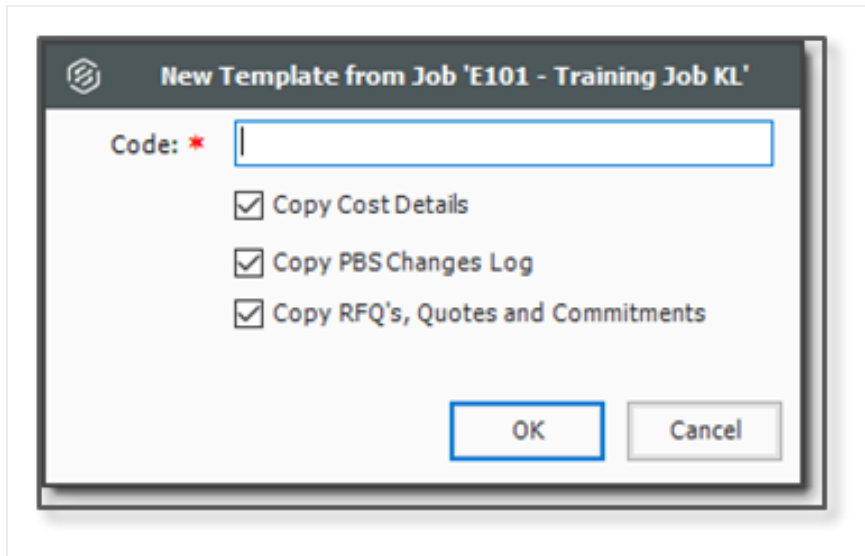 New Template from Job 'E101 - Training Job KL'
Code: *
Copy Cost Details
Copy PBS Changes Log
Copy RFQ's, Quotes and Commitments
OK Cancel